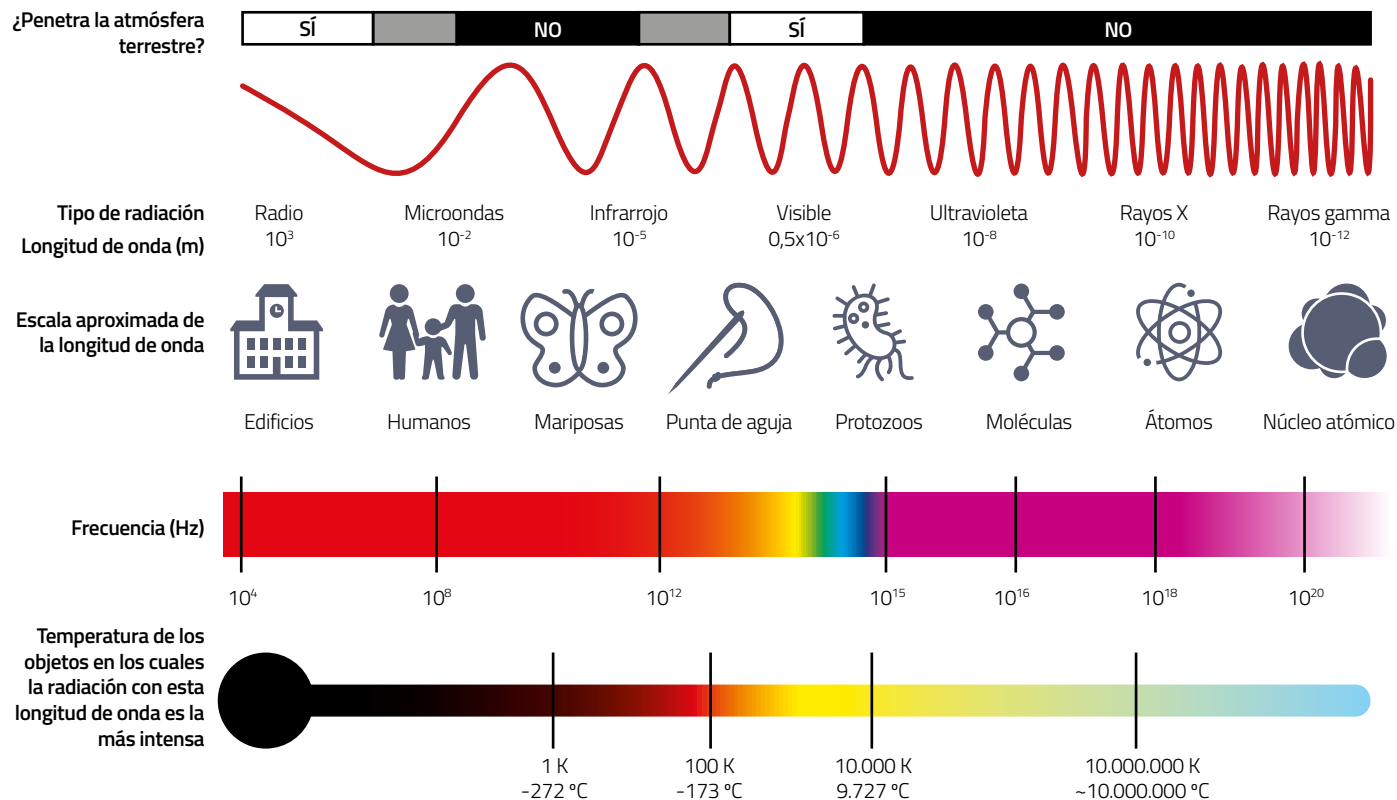 ¿Penetra la atmósfera
terrestre?
SÍ NO SÍ NO
Tipo de radiación Radio Microondas Infrarrojo Visible Ultravioleta Rayos X Rayos gamma
Longitud de onda (m) 10³ 10⁻² 10⁻⁵ 0,5x10⁻⁶ 10⁻⁸ 10⁻¹⁰ 10⁻¹²
Escala aproximada de
la longitud de onda
Edificios Humanos Mariposas Punta de aguja Protozoos Moléculas Átomos Núcleo atómico
Frecuencia (Hz)
10⁴ 10⁸ 10¹² 10¹⁵ 10¹⁶ 10¹⁸ 10²⁰
Temperatura de los
objetos en los cuales
la radiación con esta
longitud de onda es la
más intensa
1 K 100 K 10.000 K 10.000.000 K
-272 ºC -173 ºC 9.727 ºC ~10.000.000 ºC